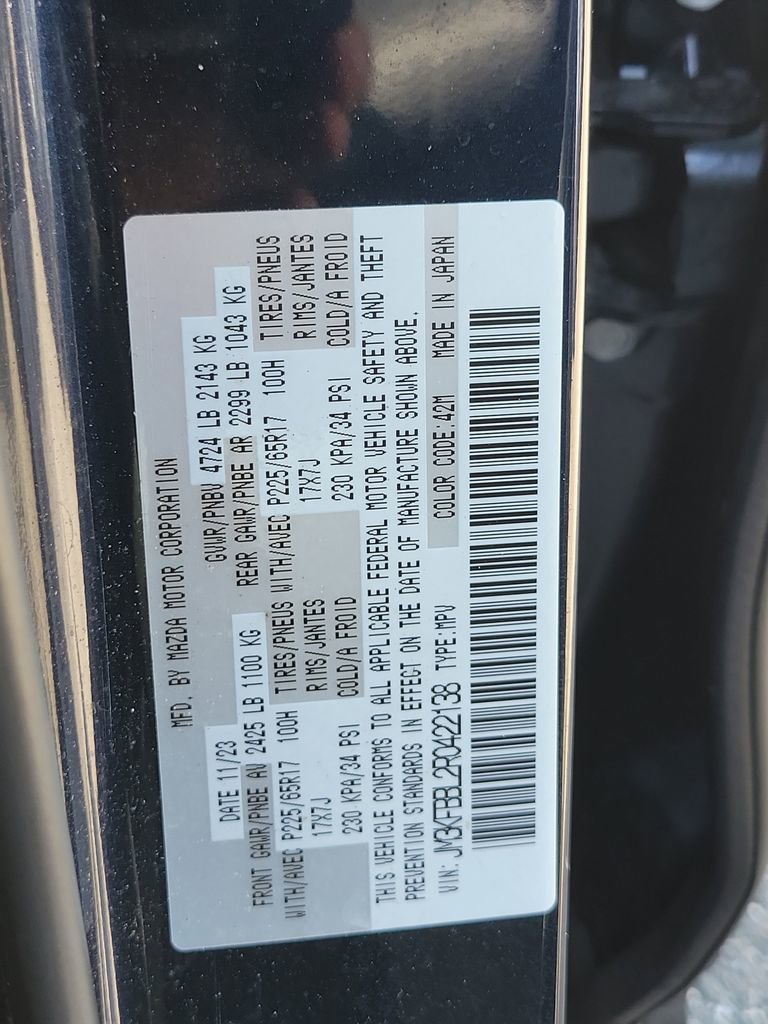 MFD. BY MAZDA MOTOR CORPORATION
DATE 11/23 GVWR/PNBV 4724 LB 2143 KG
FRONT GAWR/PNBE AV 2425 LB 1100 KG REAR GAWR/PNBE AR 2299 LB 1043 KG
WITH/AVEC P225/65R17 100H TIRES/PNEUS WITH/AVEC P225/65R17 100H TIRES/PNEUS
17X7J RIMS/JANTES 17X7J RIMS/JANTES
230 KPA/34 PSI COLD/A FROID 230 KPA/34 PSI COLD/A FROID
THIS VEHICLE CONFORMS TO ALL APPLICABLE FEDERAL MOTOR VEHICLE SAFETY AND THEFT
PREVENTION STANDARDS IN EFFECT ON THE DATE OF MANUFACTURE SHOWN ABOVE.
VIN: JM3KFBBL2R0422138 TYPE:MPV COLOR CODE:42M MADE IN JAPAN